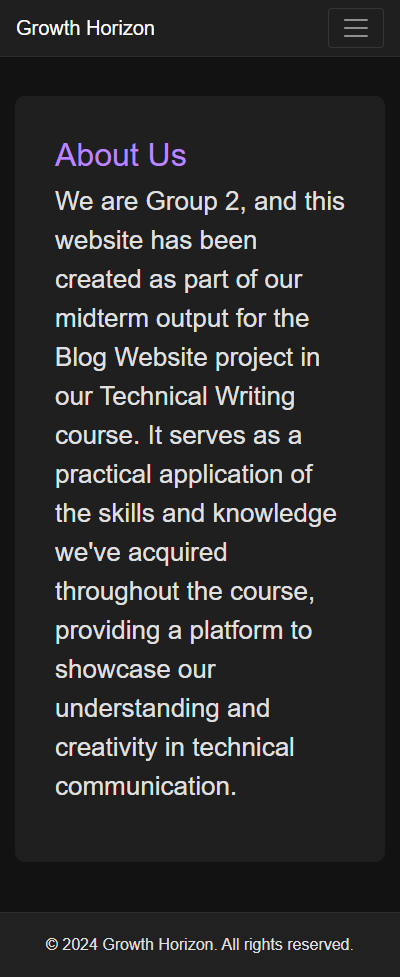 Growth Horizon
About Us
We are Group 2, and this
website has been
created as part of our
midterm output for the
Blog Website project in
our Technical Writing
course. It serves as a
practical application of
the skills and knowledge
we've acquired
throughout the course,
providing a platform to
showcase our
understanding and
creativity in technical
communication.
© 2024 Growth Horizon. All rights reserved.